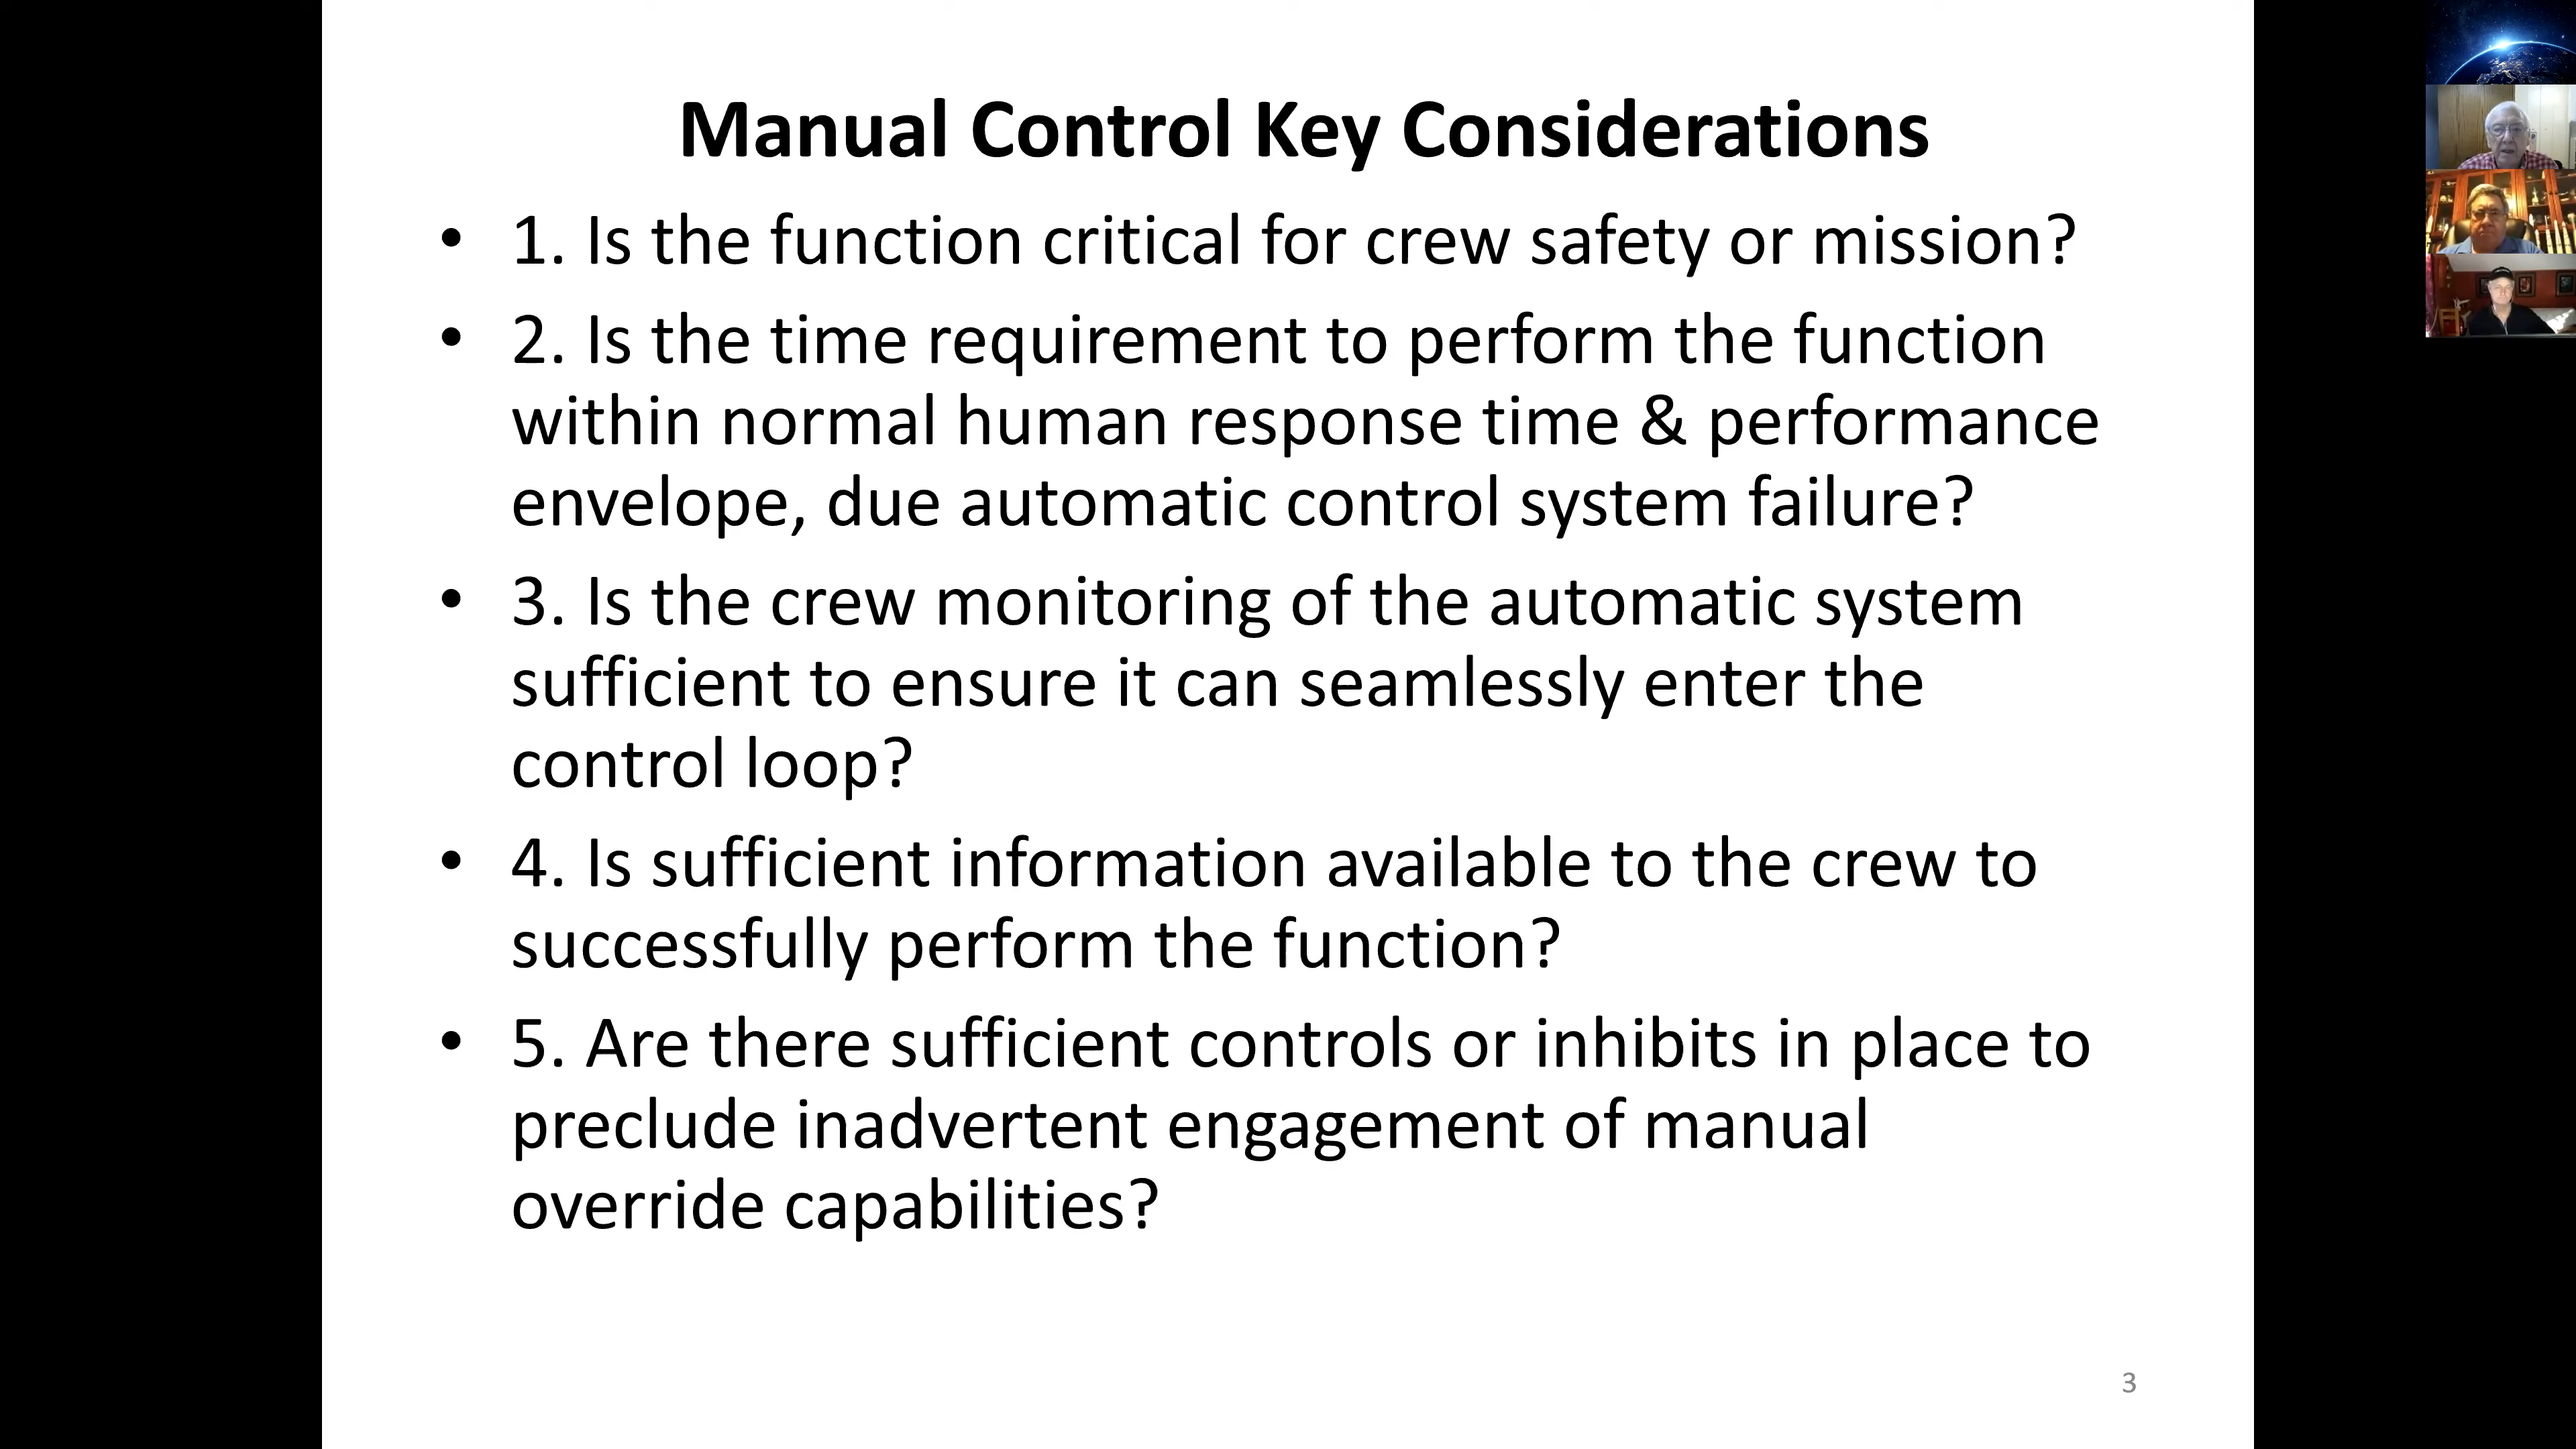 Manual Control Key Considerations
• 1. Is the function critical for crew safety or mission?
• 2. Is the time requirement to perform the function
within normal human response time & performance
envelope, due automatic control system failure?
• 3. Is the crew monitoring of the automatic system
sufficient to ensure it can seamlessly enter the
control loop?
• 4. Is sufficient information available to the crew to
successfully perform the function?
• 5. Are there sufficient controls or inhibits in place to
preclude inadvertent engagement of manual
override capabilities?
3